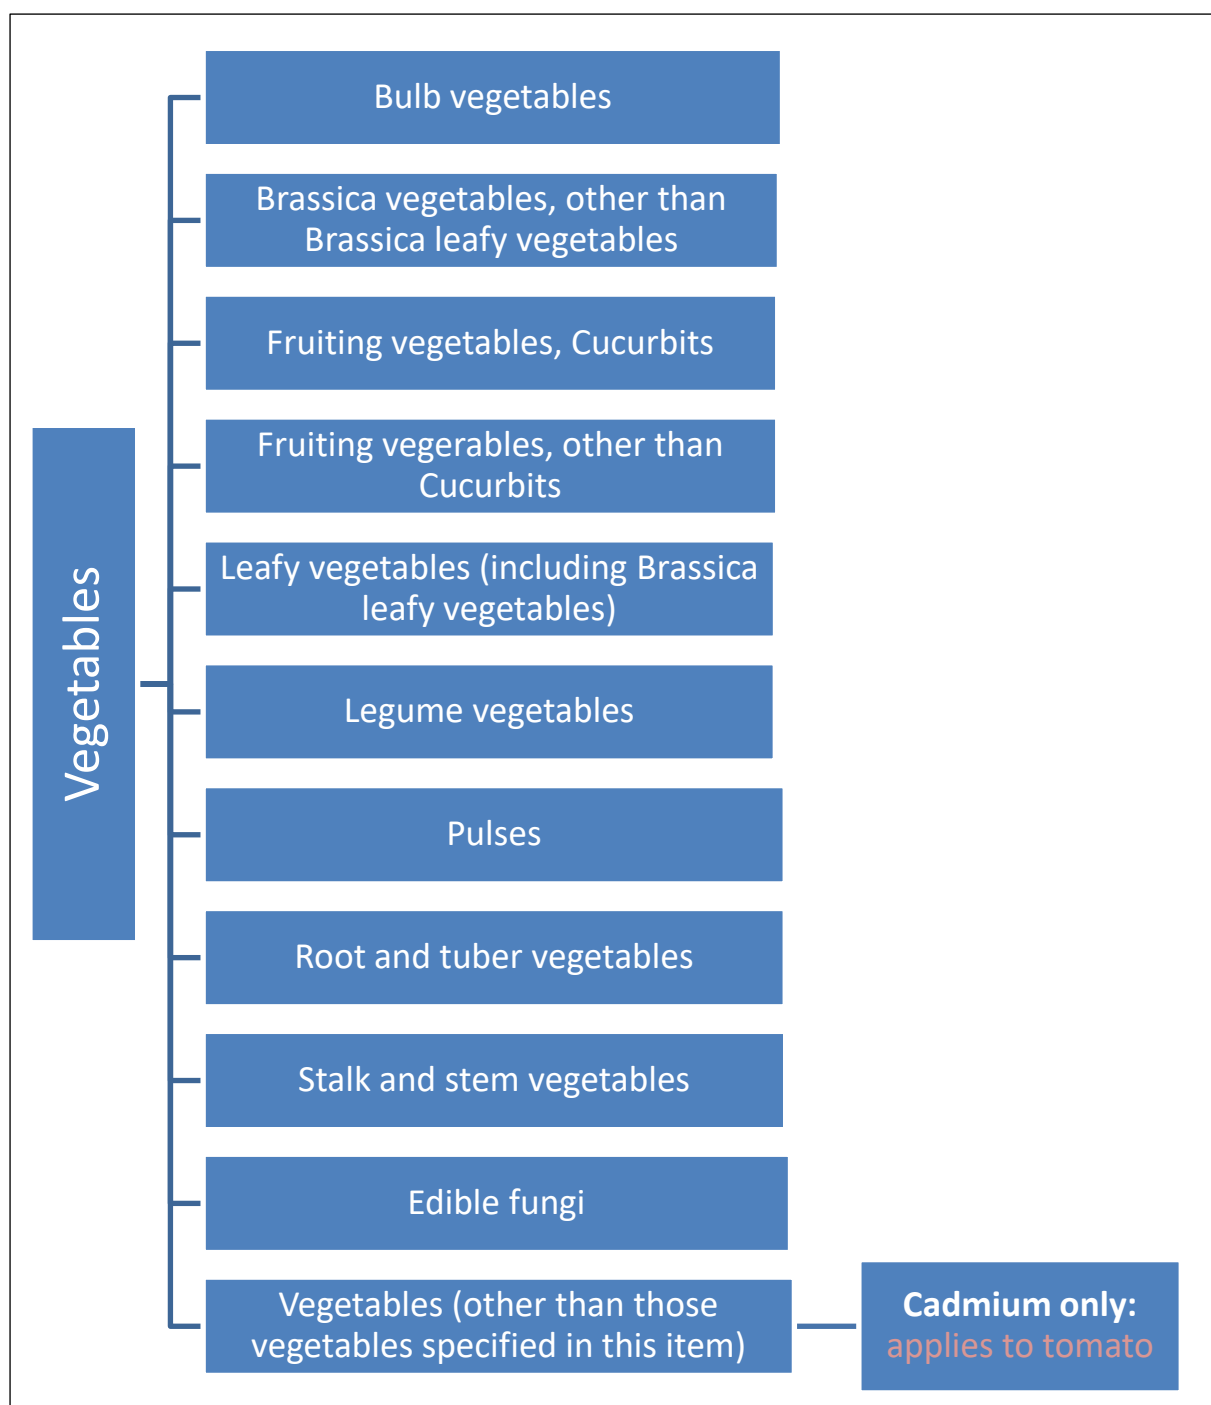 Vegetables
Bulb vegetables
Brassica vegetables, other than
Brassica leafy vegetables
Fruiting vegetables, Cucurbits
Fruiting vegerables, other than
Cucurbits
Leafy vegetables (including Brassica
leafy vegetables)
Legume vegetables
Pulses
Root and tuber vegetables
Stalk and stem vegetables
Edible fungi
Vegetables (other than those
vegetables specified in this item)
Cadmium only:
applies to tomato